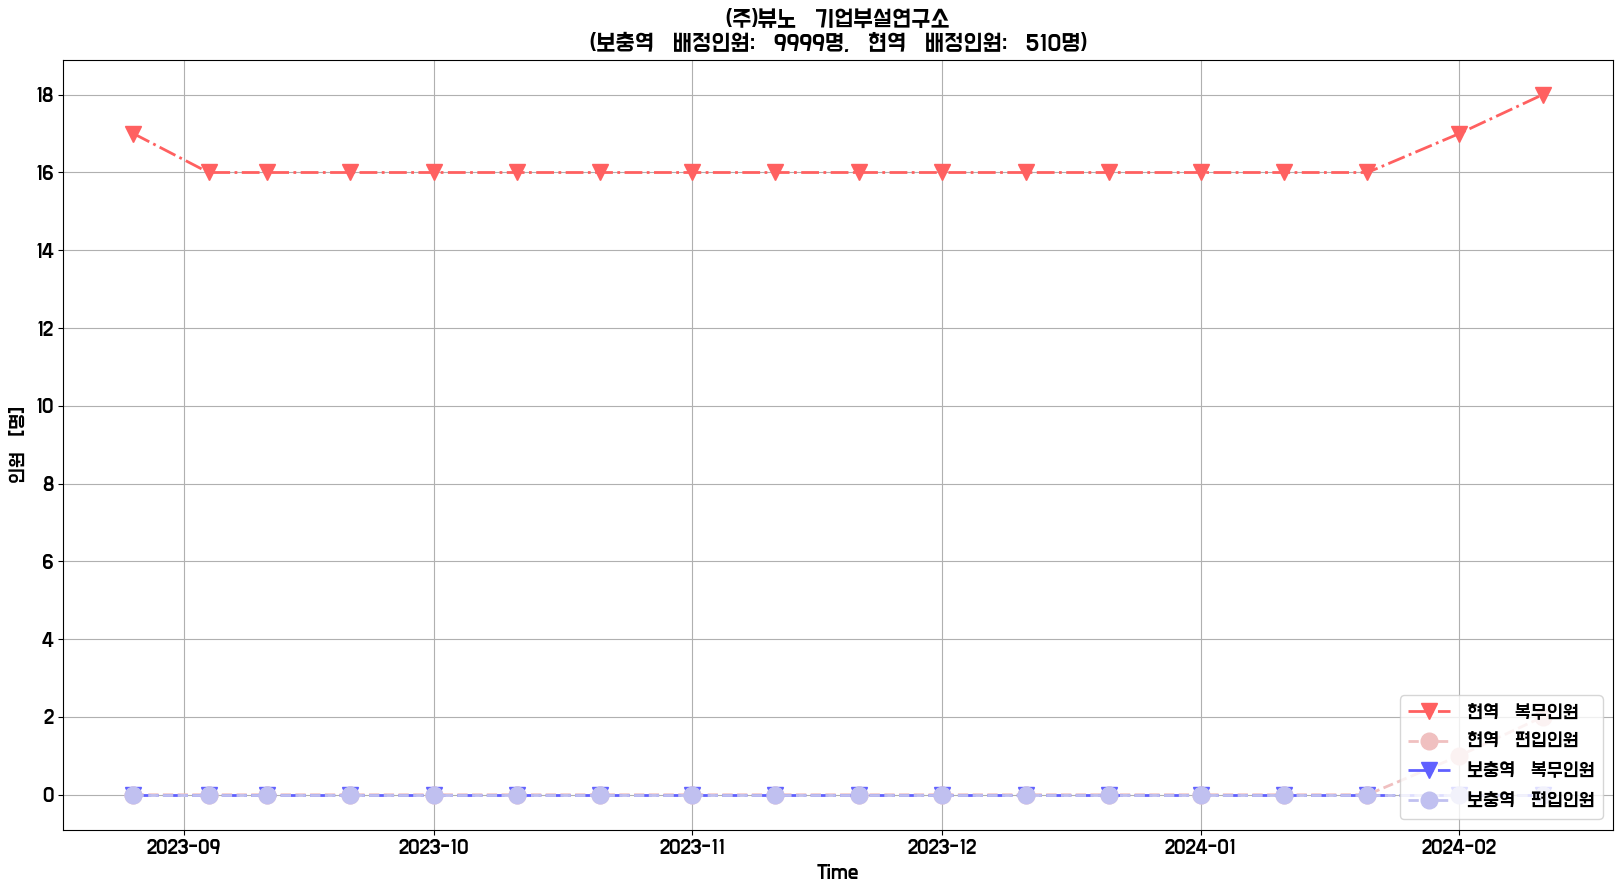 (주)뷰노 기업부설연구소
(보충역 배정인원: 9999명, 현역 배정인원: 510명)
18
16
14
12
10
8
6
4
2
0
인원 [명]
현역 복무인원
현역 편입인원
보충역 복무인원
보충역 편입인원
2023-09
2023-10
2023-11
2023-12
2024-01
2024-02
Time